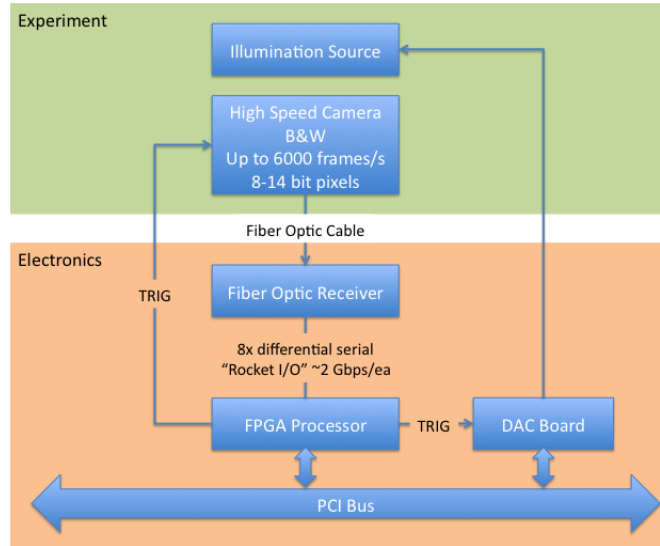 Experiment
Illumination Source
High Speed Camera
B&W
Up to 6000 frames/s
8-14 bit pixels
Fiber Optic Cable
Electronics
Fiber Optic Receiver
TRIG
8x differential serial
“Rocket I/O” ~2 Gbps/ea
FPGA Processor
TRIG
DAC Board
PCI Bus